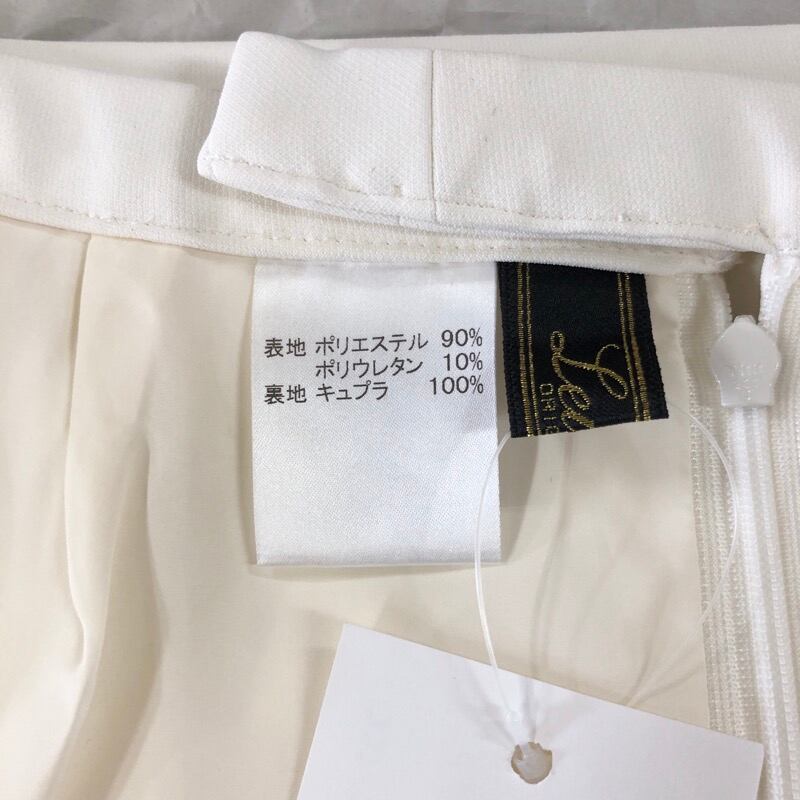 表地 ポリエステル 90%
ポリウレタン 10%
裏地 キュプラ 100%